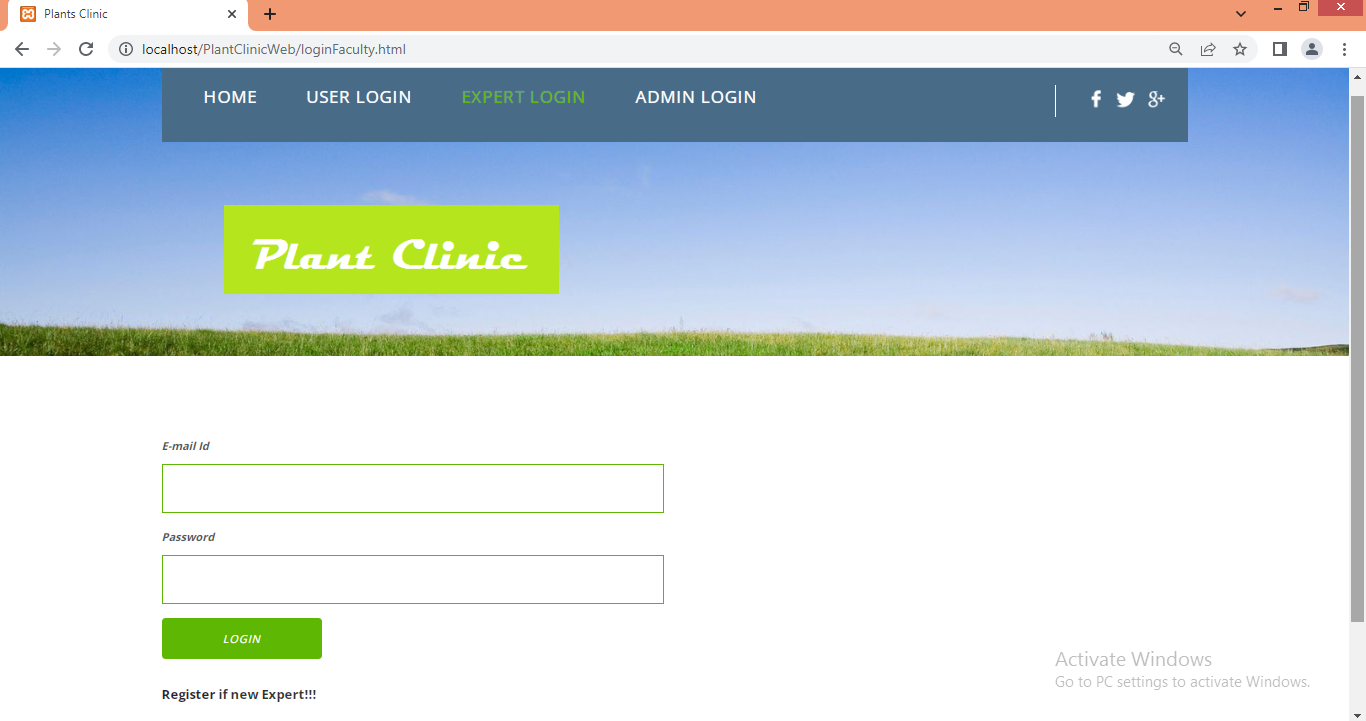 Plants Clinic
localhost/PlantClinicWeb/loginFaculty.html
HOME USER LOGIN EXPERT LOGIN ADMIN LOGIN
Plant Clinic
E-mail Id
Password
LOGIN
Register if new Expert!!!
Activate Windows
Go to PC settings to activate Windows.